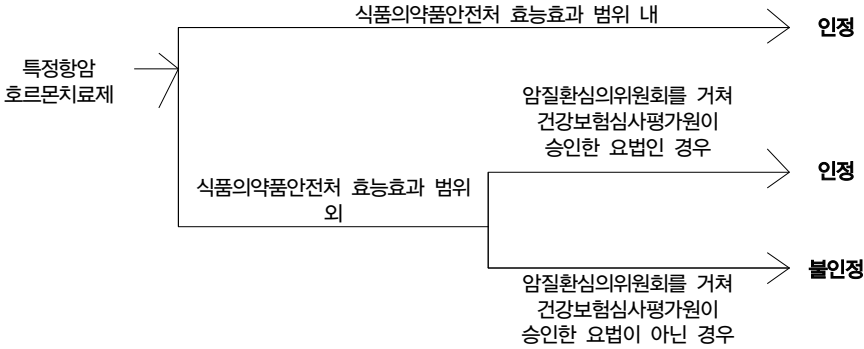 식품의약품안전처 효능효과 범위 내
인정
특정항암
호르몬치료제
암질환심의위원회를 거쳐
건강보험심사평가원이
승인한 요법인 경우
인정
식품의약품안전처 효능효과 범위
외
불인정
암질환심의위원회를 거쳐
건강보험심사평가원이
승인한 요법이 아닌 경우